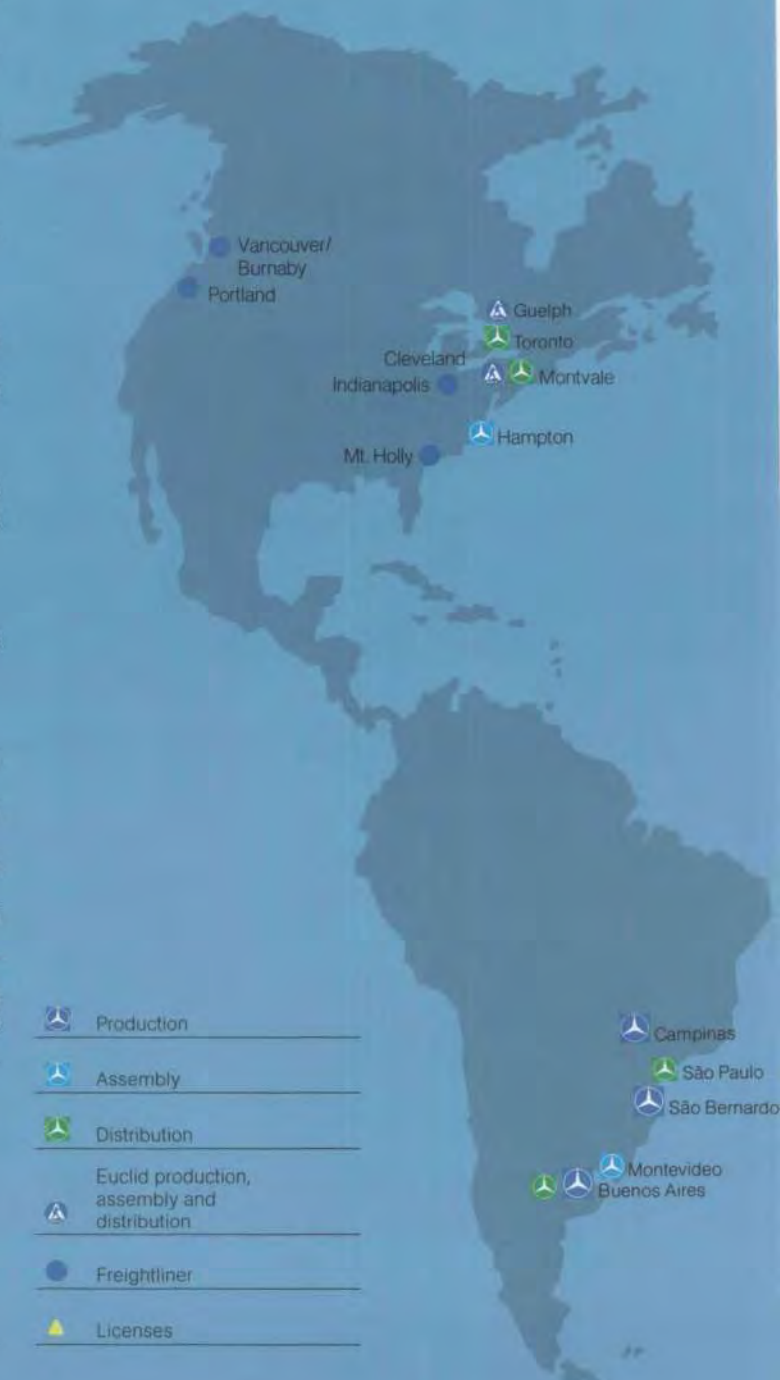 Vancouver/
Burnaby
Portland
Guelph
Toronto
Cleveland
Indianapolis
Montvale
Hampton
Mt. Holly
Campinas
São Paulo
São Bernardo
Montevideo
Buenos Aires
Production
Assembly
Distribution
Euclid production,
assembly and
distribution
Freightliner
Licenses